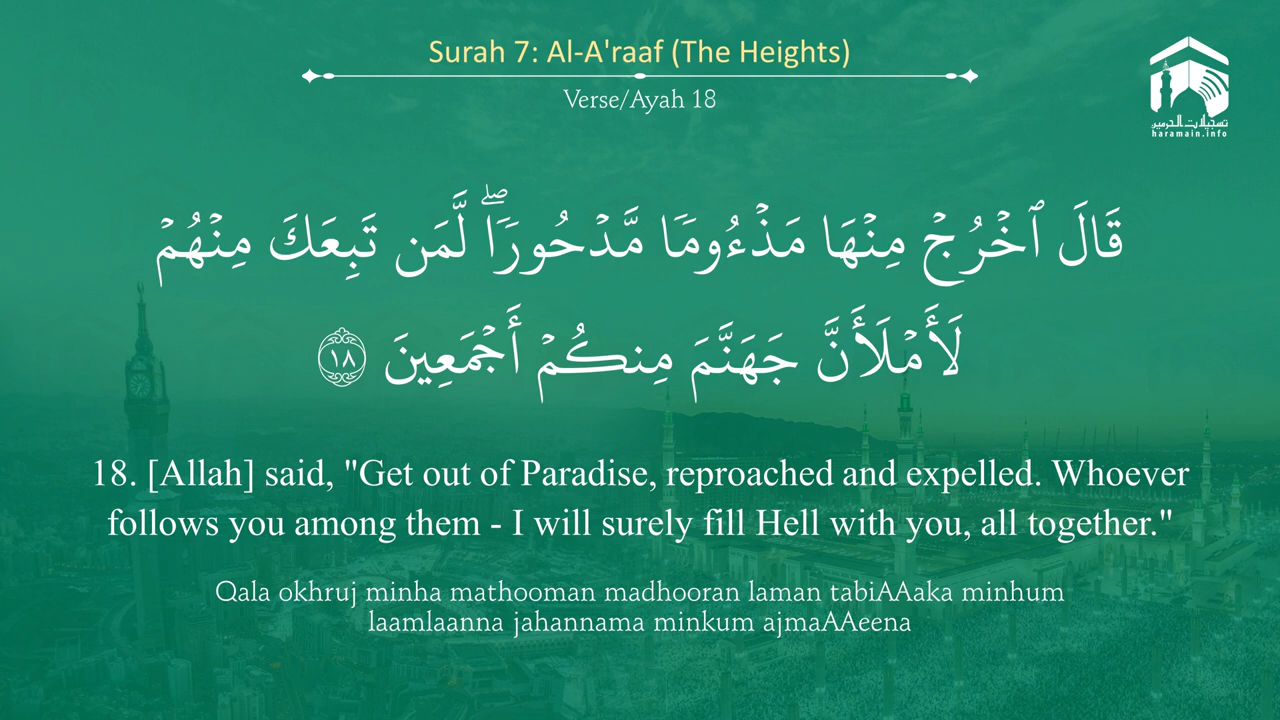 Surah 7: Al-A'raaf (The Heights)
Verse/Ayah 18
تسجيلات الحرمين
haramain.info
قَالَ ٱخۡرُجۡ مِنۡهَا مَذۡءُومٗا مَّدۡحُورٗاۖ لَّمَن تَبِعَكَ مِنۡهُمۡ
لَأَمۡلَأَنَّ جَهَنَّمَ مِنكُمۡ أَجۡمَعِينَ ١٨
18. [Allah] said, "Get out of Paradise, reproached and expelled. Whoever
follows you among them - I will surely fill Hell with you, all together."
Qala okhruj minha mathooman madhooran laman tabiAAaka minhum
laamlaanna jahannama minkum ajmaAAeena